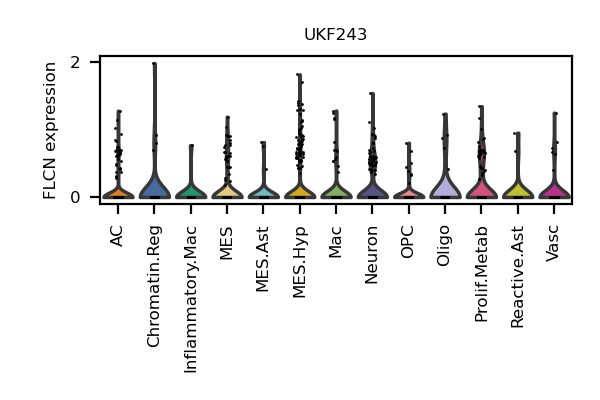 UKF243
FLCN expression
2
0
AC
Chromatin.Reg
Inflammatory.Mac
MES
MES.Ast
MES.Hyp
Mac
Neuron
OPC
Oligo
Prolif.Metab
Reactive.Ast
Vasc